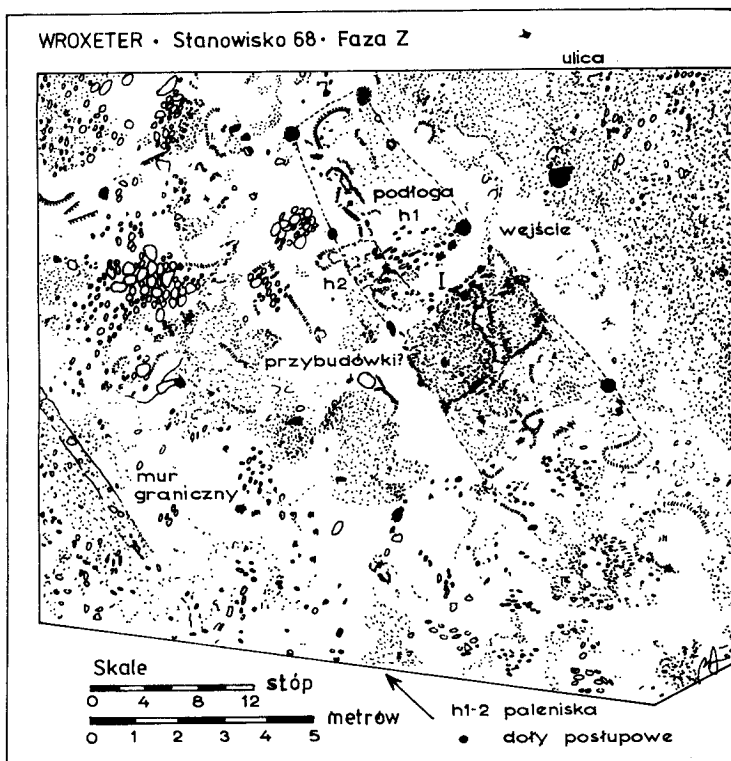 WROXETER · Stanowisko 68 · Faza Z
ulica
podłoga
h1
wejście
I
h2
przybudówki?
mur
graniczny
Skale
stóp
0 4 8 12
metrów
0 1 2 3 4 5
h1-2 paleniska
doły posłupowe